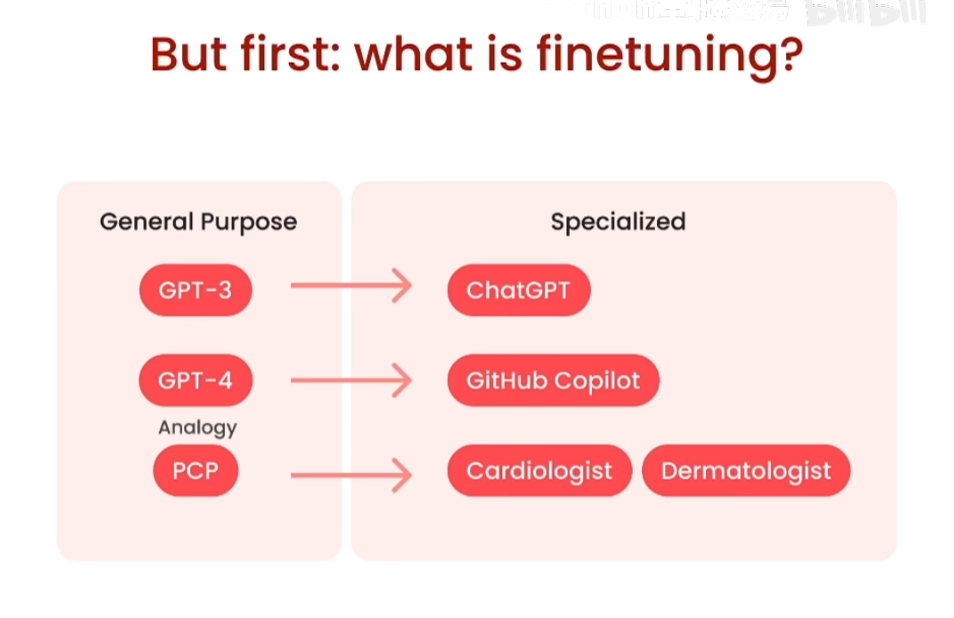 bilibili
But first: what is finetuning?
General Purpose
Specialized
GPT-3
ChatGPT
GPT-4
GitHub Copilot
Analogy
PCP
Cardiologist
Dermatologist